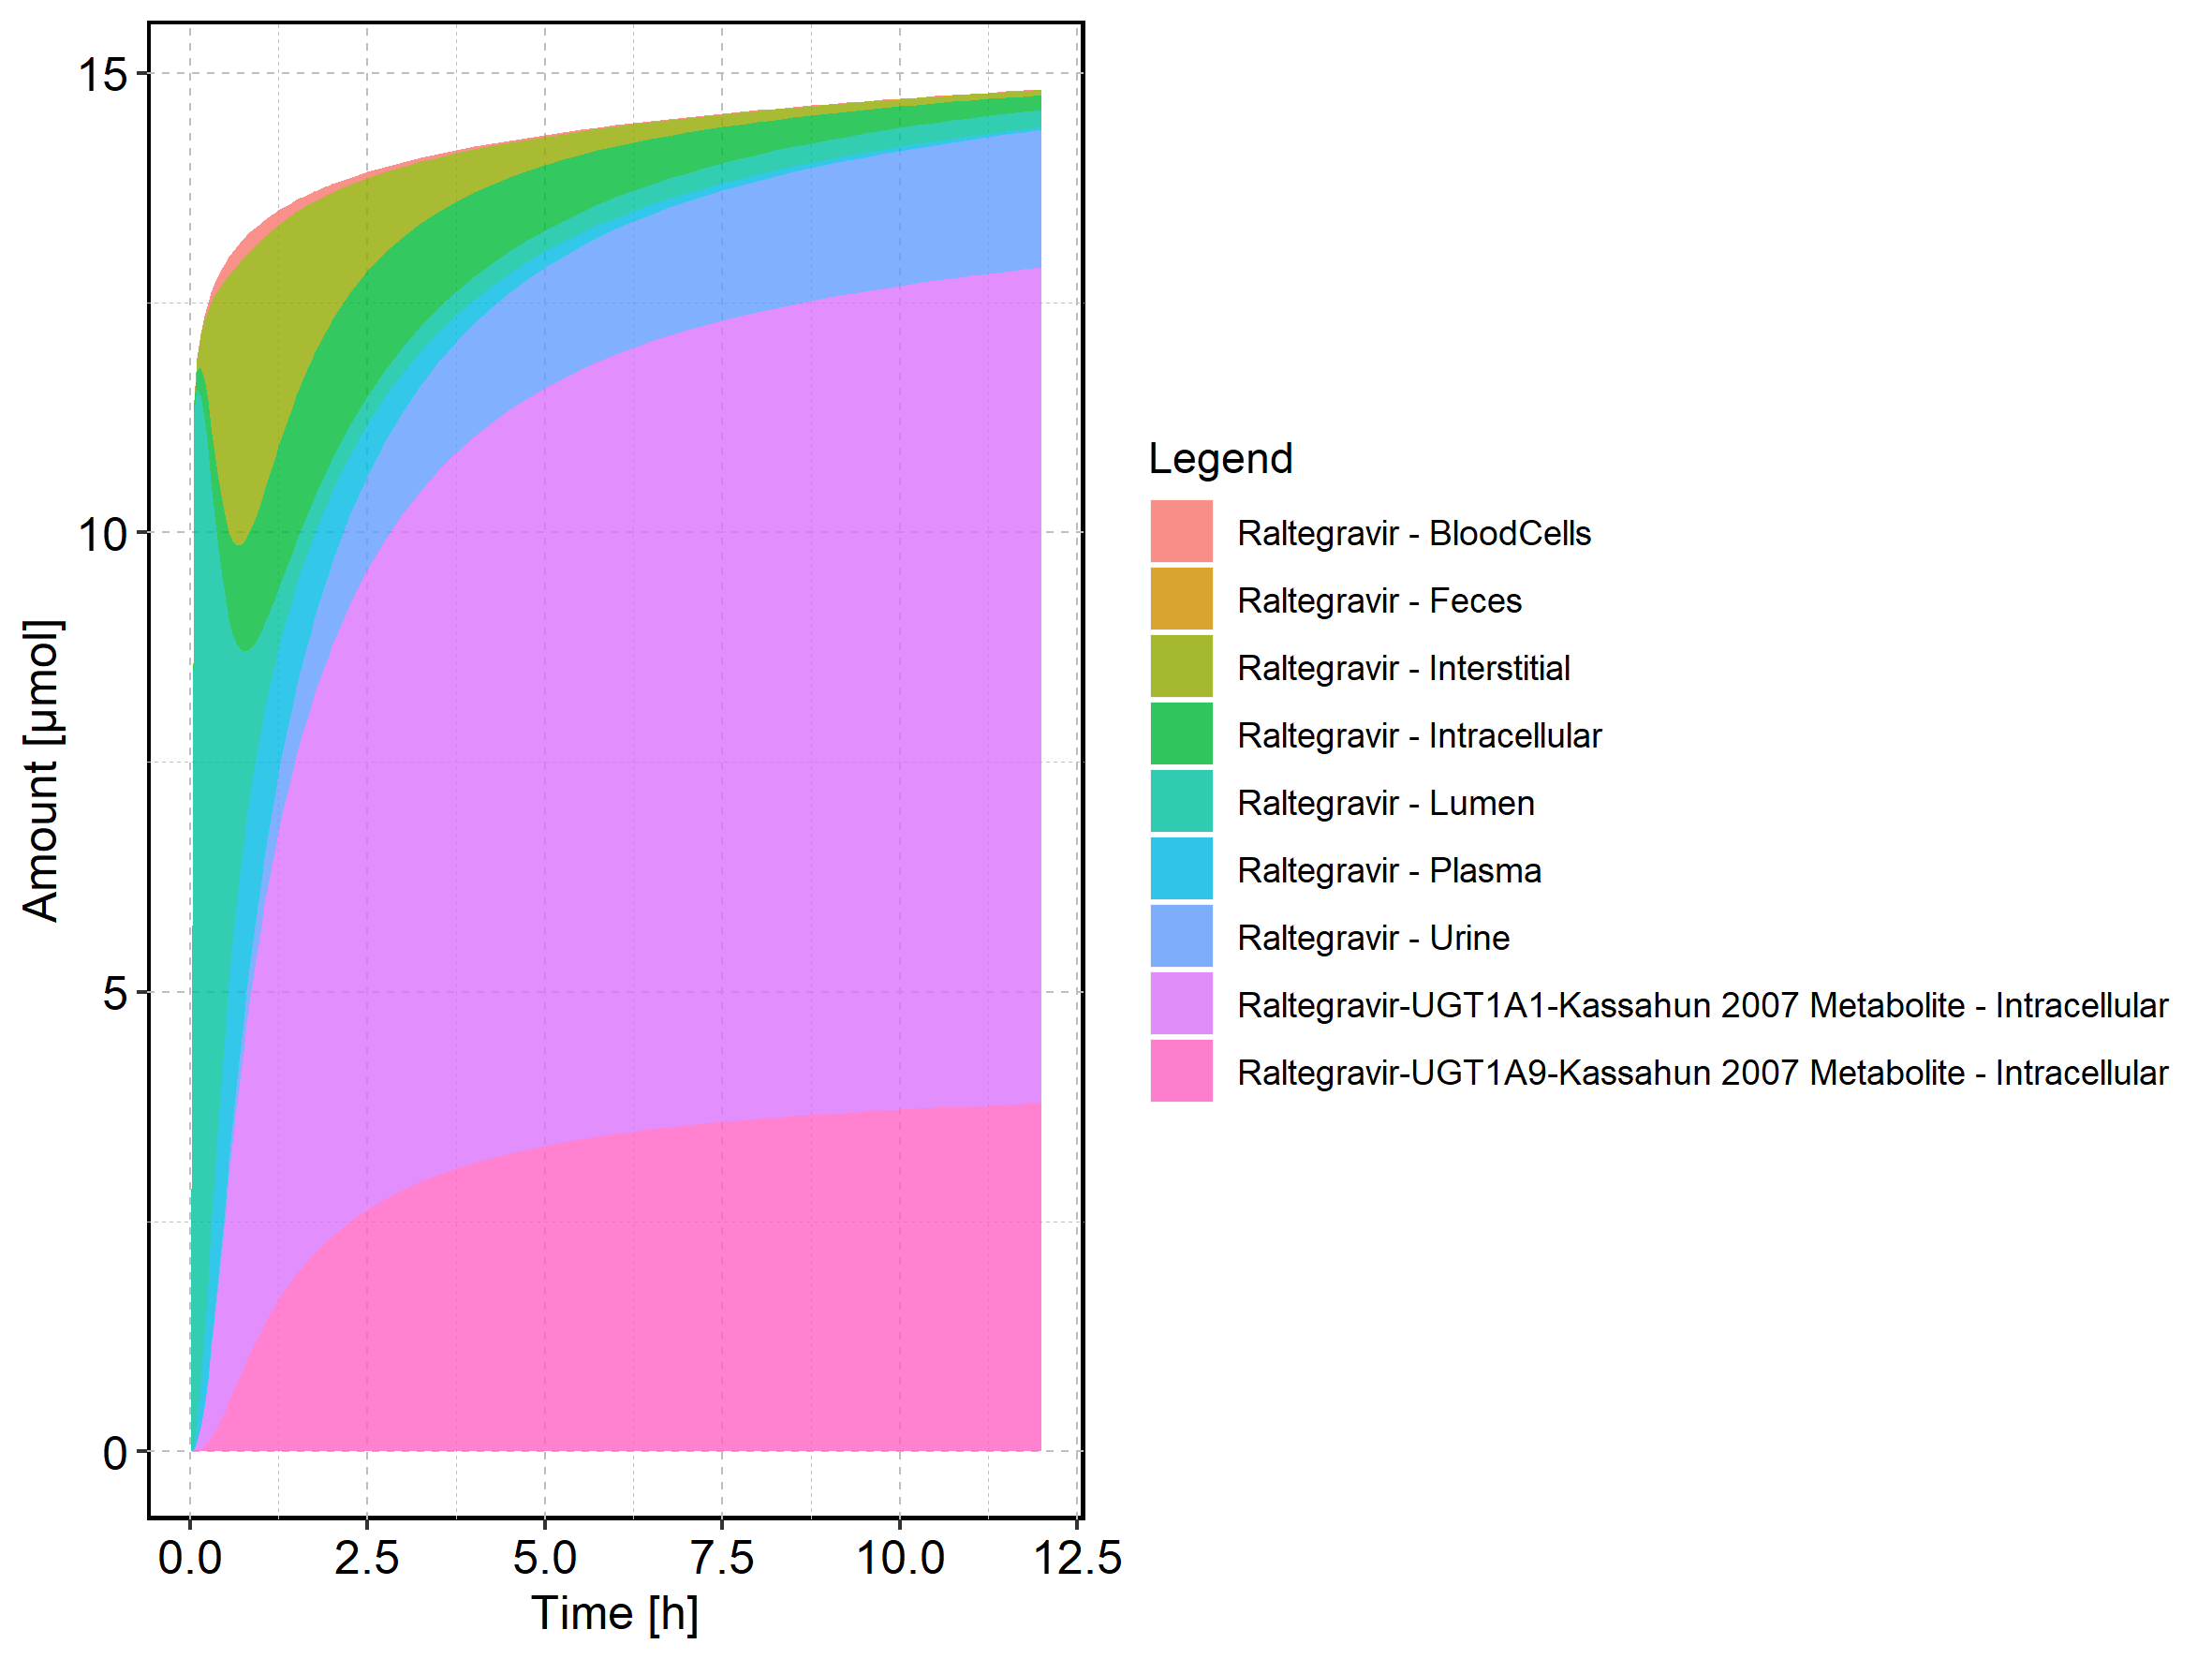 15
10
5
0
Amount [µmol]
0.0 2.5 5.0 7.5 10.0 12.5
Time [h]
Legend
Raltegravir - BloodCells
Raltegravir - Feces
Raltegravir - Interstitial
Raltegravir - Intracellular
Raltegravir - Lumen
Raltegravir - Plasma
Raltegravir - Urine
Raltegravir-UGT1A1-Kassahun 2007 Metabolite - Intracellular
Raltegravir-UGT1A9-Kassahun 2007 Metabolite - Intracellular